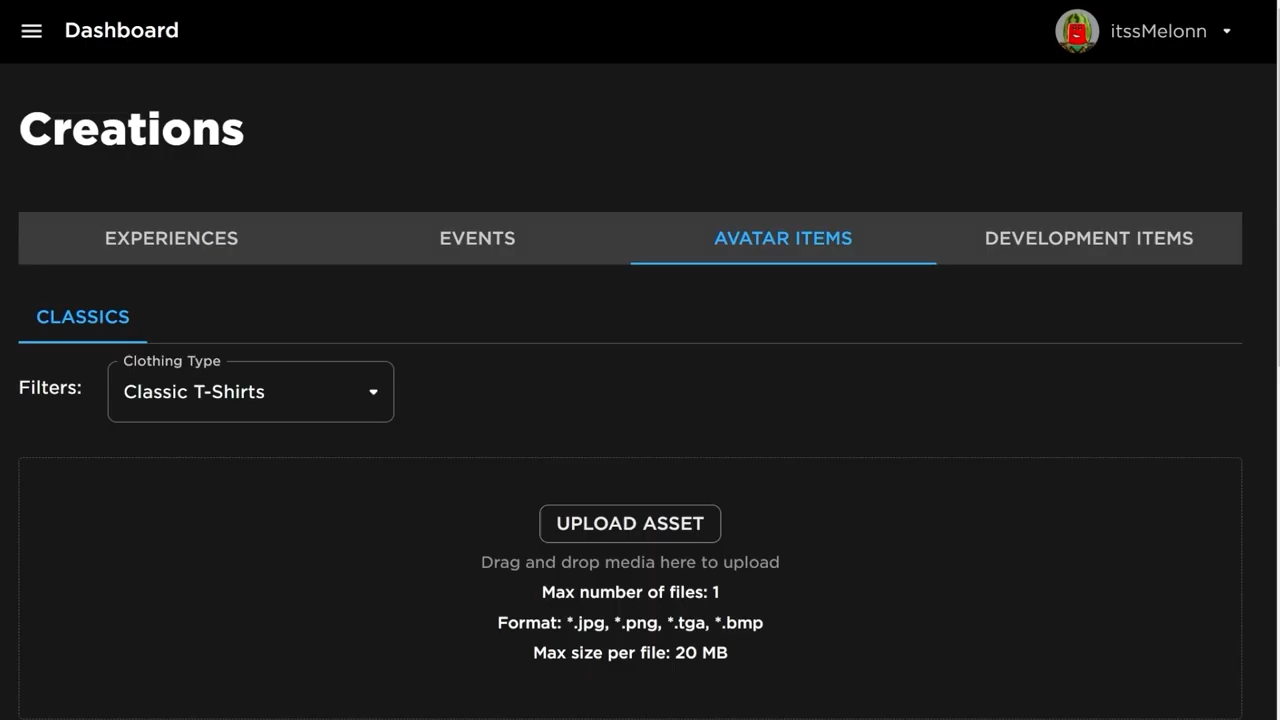 Dashboard
itssMelonn
Creations
EXPERIENCES
EVENTS
AVATAR ITEMS
DEVELOPMENT ITEMS
CLASSICS
Clothing Type
Filters:
Classic T-Shirts
UPLOAD ASSET
Drag and drop media here to upload
Max number of files: 1
Format: *.jpg, *.png, *.tga, *.bmp
Max size per file: 20 MB